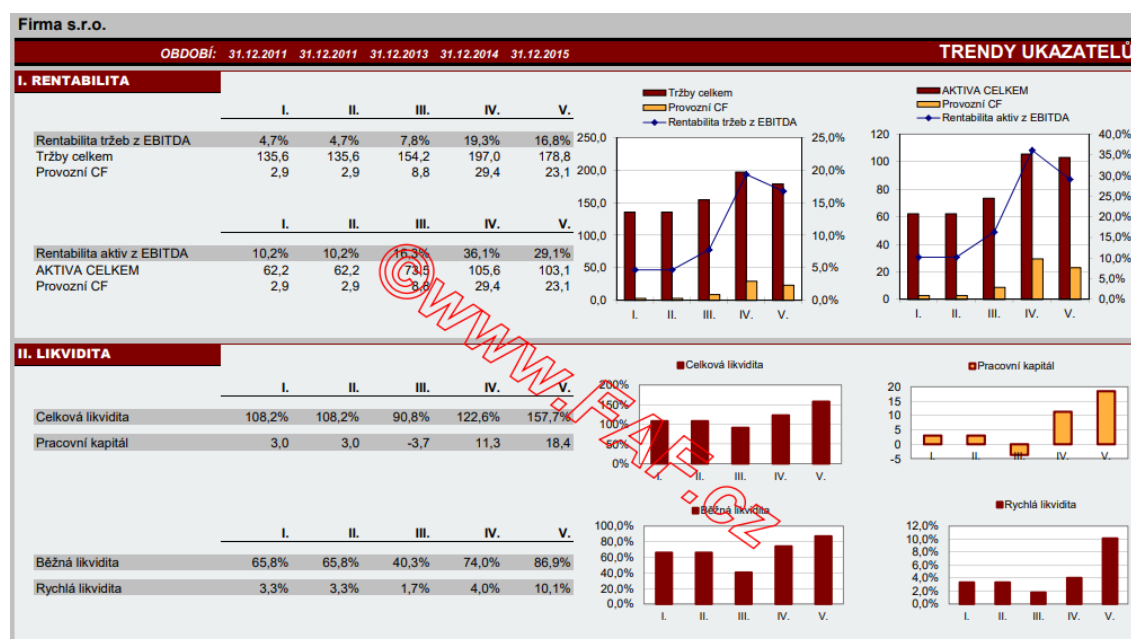 Firma s.r.o.
OBDOBÍ: 31.12.2011 31.12.2011 31.12.2013 31.12.2014 31.12.2015 TRENDY UKAZATELŮ
I. RENTABILITA
I. II. III. IV. V.
Rentabilita tržeb z EBITDA 4,7% 4,7% 7,8% 19,3% 16,8%
Tržby celkem 135,6 135,6 154,2 197,0 178,8
Provozní CF 2,9 2,9 8,8 29,4 23,1
I. II. III. IV. V.
Rentabilita aktiv z EBITDA 10,2% 10,2% 16,3% 36,1% 29,1%
AKTIVA CELKEM 62,2 62,2 73,5 105,6 103,1
Provozní CF 2,9 2,9 8,8 29,4 23,1
Tržby celkem
Provozní CF
Rentabilita tržeb z EBITDA
250,0 25,0%
200,0 20,0%
150,0 15,0%
100,0 10,0%
50,0 5,0%
0,0 0,0%
I. II. III. IV. V.
AKTIVA CELKEM
Provozní CF
Rentabilita aktiv z EBITDA
120 40,0%
100 35,0%
80 30,0%
60 25,0%
40 20,0%
20 15,0%
0 10,0%
5,0%
0,0%
I. II. III. IV. V.
©www.FAF.cz
II. LIKVIDITA
I. II. III. IV. V.
Celková likvidita 108,2% 108,2% 90,8% 122,6% 157,7%
Pracovní kapitál 3,0 3,0 -3,7 11,3 18,4
I. II. III. IV. V.
Běžná likvidita 65,8% 65,8% 40,3% 74,0% 86,9%
Rychlá likvidita 3,3% 3,3% 1,7% 4,0% 10,1%
Celková likvidita
200%
150%
100%
50%
0%
I. II. III. IV. V.
Pracovní kapitál
20
15
10
5
0
-5
I. II. III. IV. V.
Běžná likvidita
100,0%
80,0%
60,0%
40,0%
20,0%
0,0%
I. II. III. IV. V.
Rychlá likvidita
12,0%
10,0%
8,0%
6,0%
4,0%
2,0%
0,0%
I. II. III. IV. V.